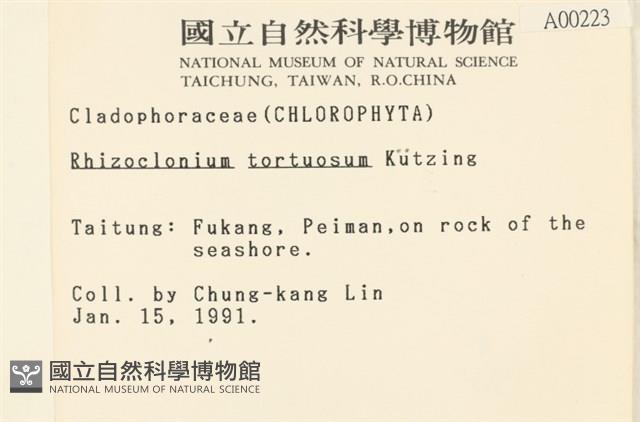 國立自然科學博物館
A00223
NATIONAL MUSEUM OF NATURAL SCIENCE
TAICHUNG, TAIWAN, R.O.CHINA
Cladophoraceae(CHLOROPHYTA)
Rhizoclonium tortuosum Kützing
Taitung: Fukang, Peiman,on rock of the
seashore.
Coll. by Chung-kang Lin
Jan. 15, 1991.
國立自然科學博物館
NATIONAL MUSEUM OF NATURAL SCIENCE